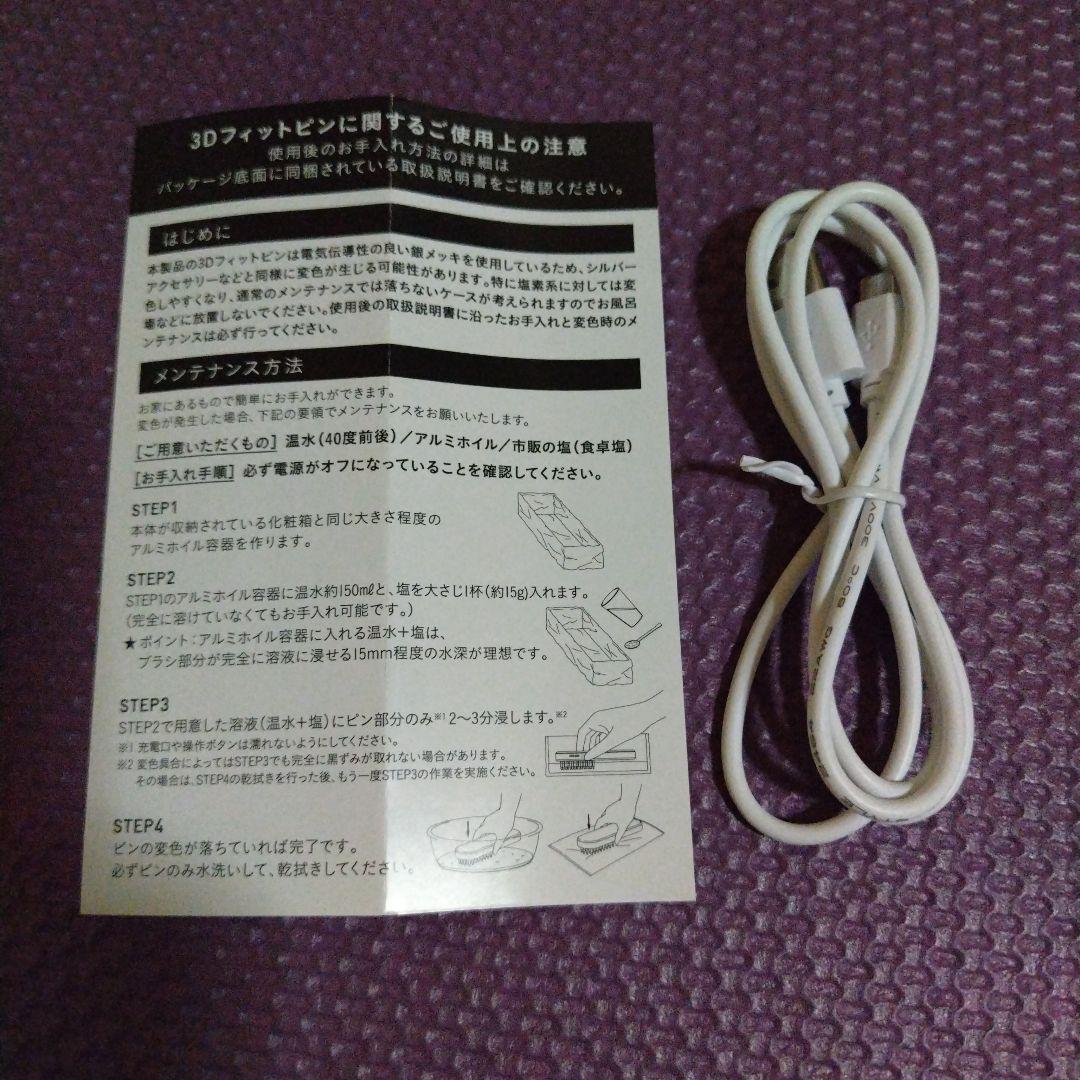 3Dフィットピンに関するご使用上の注意
使用後のお手入れ方法の詳細は
パッケージ底面に同梱されている取扱説明書をご確認ください。
はじめに
本製品の3Dフィットピンは電気伝導性の良い銀メッキを使用しているため、シルバー
アクセサリーなどと同様に変色が生じる可能性があります。特に塩素系に対しては変
色しやすくなり、通常のメンテナンスでは落ちないケースが考えられますのでお風呂
場などに放置しないでください。使用後の取扱説明書に沿ったお手入れと変色時のメ
ンテナンスは必ず行ってください。
メンテナンス方法
お家にあるもので簡単にお手入れができます。
変色が発生した場合、下記の要領でメンテナンスをお願いいたします。
[ご用意いただくもの] 温水(40度前後)/アルミホイル/市販の塩(食卓塩)
[お手入れ手順] 必ず電源がオフになっていることを確認してください。
STEP1
本体が収納されている化粧箱と同じ大きさ程度の
アルミホイル容器を作ります。
STEP2
STEP1のアルミホイル容器に温水約150mlと、塩を大さじ1杯(約15g)入れます。
(完全に溶けていなくてもお手入れ可能です。)
★ポイント:アルミホイル容器に入れる温水+塩は、
ブラシ部分が完全に溶液に浸せる15mm程度の水深が理想です。
STEP3
STEP2で用意した溶液(温水+塩)にピン部分のみ※1 2〜3分浸します。※2
※1 充電口や操作ボタンは濡れないようにしてください。
※2 変色具合によってはSTEP3でも完全に黒ずみが取れない場合があります。
その場合は、STEP4の乾拭きを行った後、もう一度STEP3の作業を実施ください。
STEP4
ピンの変色が落ちていれば完了です。
必ずピンのみ水洗いして、乾拭きしてください。
80°C 300V